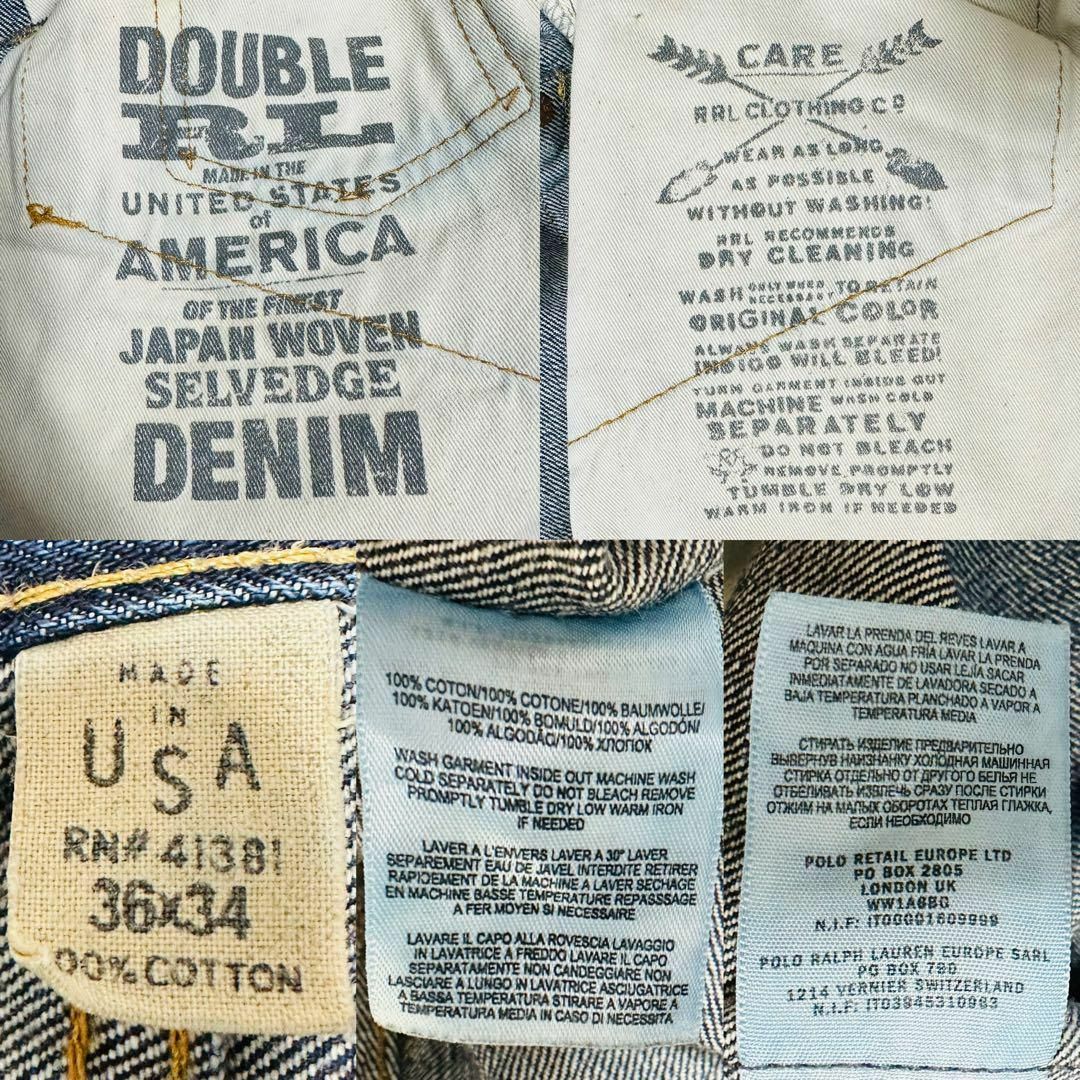 DOUBLE
RL
MADE IN THE
UNITED STATES
of
AMERICA
OF THE FINEST
JAPAN WOVEN
SELVEDGE
DENIM
CARE
RRL CLOTHING CO
WEAR AS LONG
AS POSSIBLE
WITHOUT WASHING!
RRL RECOMMENDS
DRY CLEANING
WASH ONLY WHEN NECESSARY TO RETAIN
ORIGINAL COLOR
ALWAYS WASH SEPARATE
INDIGO WILL BLEED!
TURN GARMENT INSIDE OUT
MACHINE WASH COLD
SEPARATELY
DO NOT BLEACH
REMOVE PROMPTLY
TUMBLE DRY LOW
WARM IRON IF NEEDED
MADE
IN
USA
RN# 41381
36x34
00% COTTON
100% COTON/100% COTONE/100% BAUMWOLLE/
100% KATOEN/100% BOMULD/100% ALGODÓN/
100% ALGODÃO/100% ХЛОПОК
WASH GARMENT INSIDE OUT MACHINE WASH
COLD SEPARATELY DO NOT BLEACH REMOVE
PROMPTLY TUMBLE DRY LOW WARM IRON
IF NEEDED
LAVER A L'ENVERS LAVER A 30° LAVER
SEPAREMENT EAU DE JAVEL INTERDITE RETIRER
RAPIDEMENT DE LA MACHINE A LAVER SECHAGE
EN MACHINE BASSE TEMPERATURE REPASSSAGE
A FER MOYEN SI NECESSAIRE
LAVARE IL CAPO ALLA ROVESCIA LAVAGGIO
IN LAVATRICE A FREDDO LAVARE IL CAPO
SEPARATAMENTE NON CANDEGGIARE NON
LASCIARE A LUNGO IN LAVATRICE ASCIUGATRICE
A BASSA TEMPERATURA STIRARE A VAPORE A
TEMPERATURA MEDIA IN CASO DI NECESSITA
LAVAR LA PRENDA DEL REVES LAVAR A
MAQUINA CON AGUA FRÍA LAVAR LA PRENDA
POR SEPARADO NO USAR LEJÍA SACAR
INMEDIATAMENTE DE LAVADORA SECADO A
BAJA TEMPERATURA PLANCHADO A VAPOR A
TEMPERATURA MEDIA
СТИРАТЬ ИЗДЕЛИЕ ПРЕДВАРИТЕЛЬНО
ВЫВЕРНУВ НАИЗНАНКУ ХОЛОДНАЯ МАШИННАЯ
СТИРКА ОТДЕЛЬНО ОТ ДРУГОГО БЕЛЬЯ НЕ
ОТБЕЛИВАТЬ ИЗВЛЕЧЬ СРАЗУ ПОСЛЕ СТИРКИ
ОТЖИМ НА МАЛЫХ ОБОРОТАХ ТЕПЛАЯ ГЛАЖКА,
ЕСЛИ НЕОБХОДИМО
POLO RETAIL EUROPE LTD
PO BOX 2805
LONDON UK
WW1A6BG
N.I.F: IT00001609999
POLO RALPH LAUREN EUROPE SARL
PO BOX 790
1214 VERNIER SWITZERLAND
N.I.F: IT03945310983